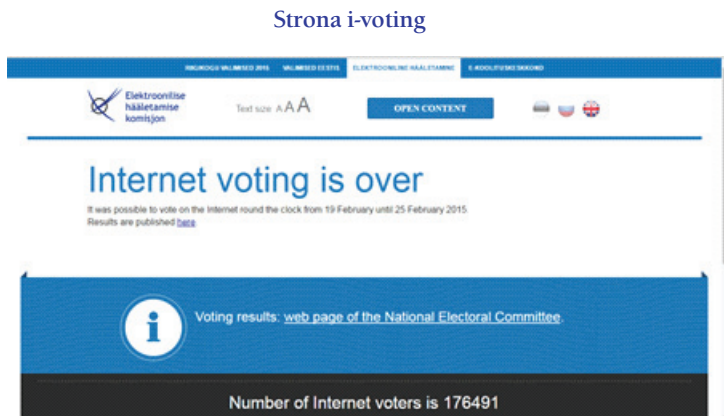 Strona i-voting
RIIGIKOGU VALIMISED 2015 VALIMISED EESTIS ELEKTROONILINE HÄÄLETAMINE E-KOOLITUSKESKKOND
Elektroonilise
hääletamise
komisjon
Text size A A A
OPEN CONTENT
Internet voting is over
It was possible to vote on the Internet round the clock from 19 February until 25 February 2015.
Results are published here.
i
Voting results: web page of the National Electoral Committee.
Number of Internet voters is 176491